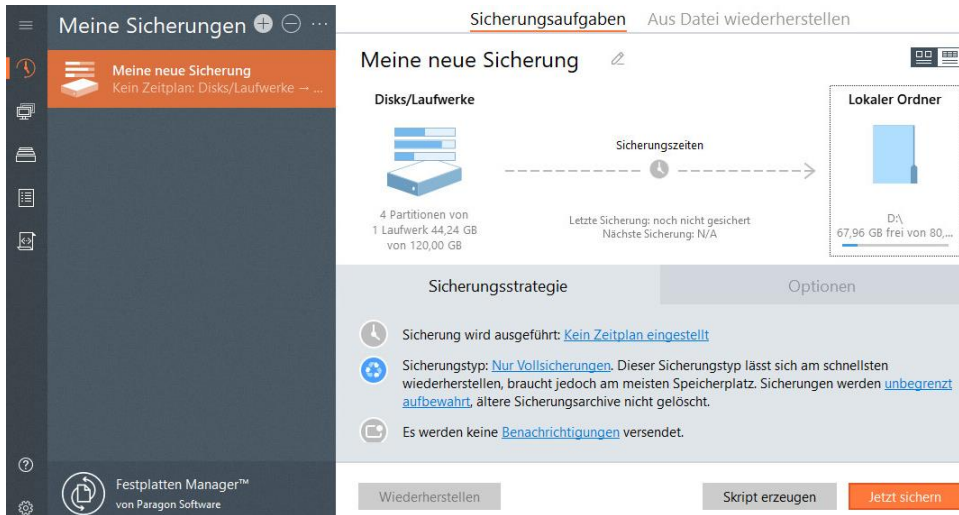 Meine Sicherungen
Meine neue Sicherung
Kein Zeitplan: Disks/Laufwerke → ...
Festplatten Manager™
von Paragon Software
Sicherungsaufgaben
Aus Datei wiederherstellen
Meine neue Sicherung
Disks/Laufwerke
4 Partitionen von
1 Laufwerk 44,24 GB
von 120,00 GB
Sicherungszeiten
Letzte Sicherung: noch nicht gesichert
Nächste Sicherung: N/A
Lokaler Ordner
D:\
67,96 GB frei von 80,...
Sicherungsstrategie
Optionen
Sicherung wird ausgeführt: Kein Zeitplan eingestellt
Sicherungstyp: Nur Vollsicherungen. Dieser Sicherungstyp lässt sich am schnellsten
wiederherstellen, braucht jedoch am meisten Speicherplatz. Sicherungen werden unbegrenzt
aufbewahrt, ältere Sicherungsarchive nicht gelöscht.
Es werden keine Benachrichtigungen versendet.
Wiederherstellen
Skript erzeugen
Jetzt sichern